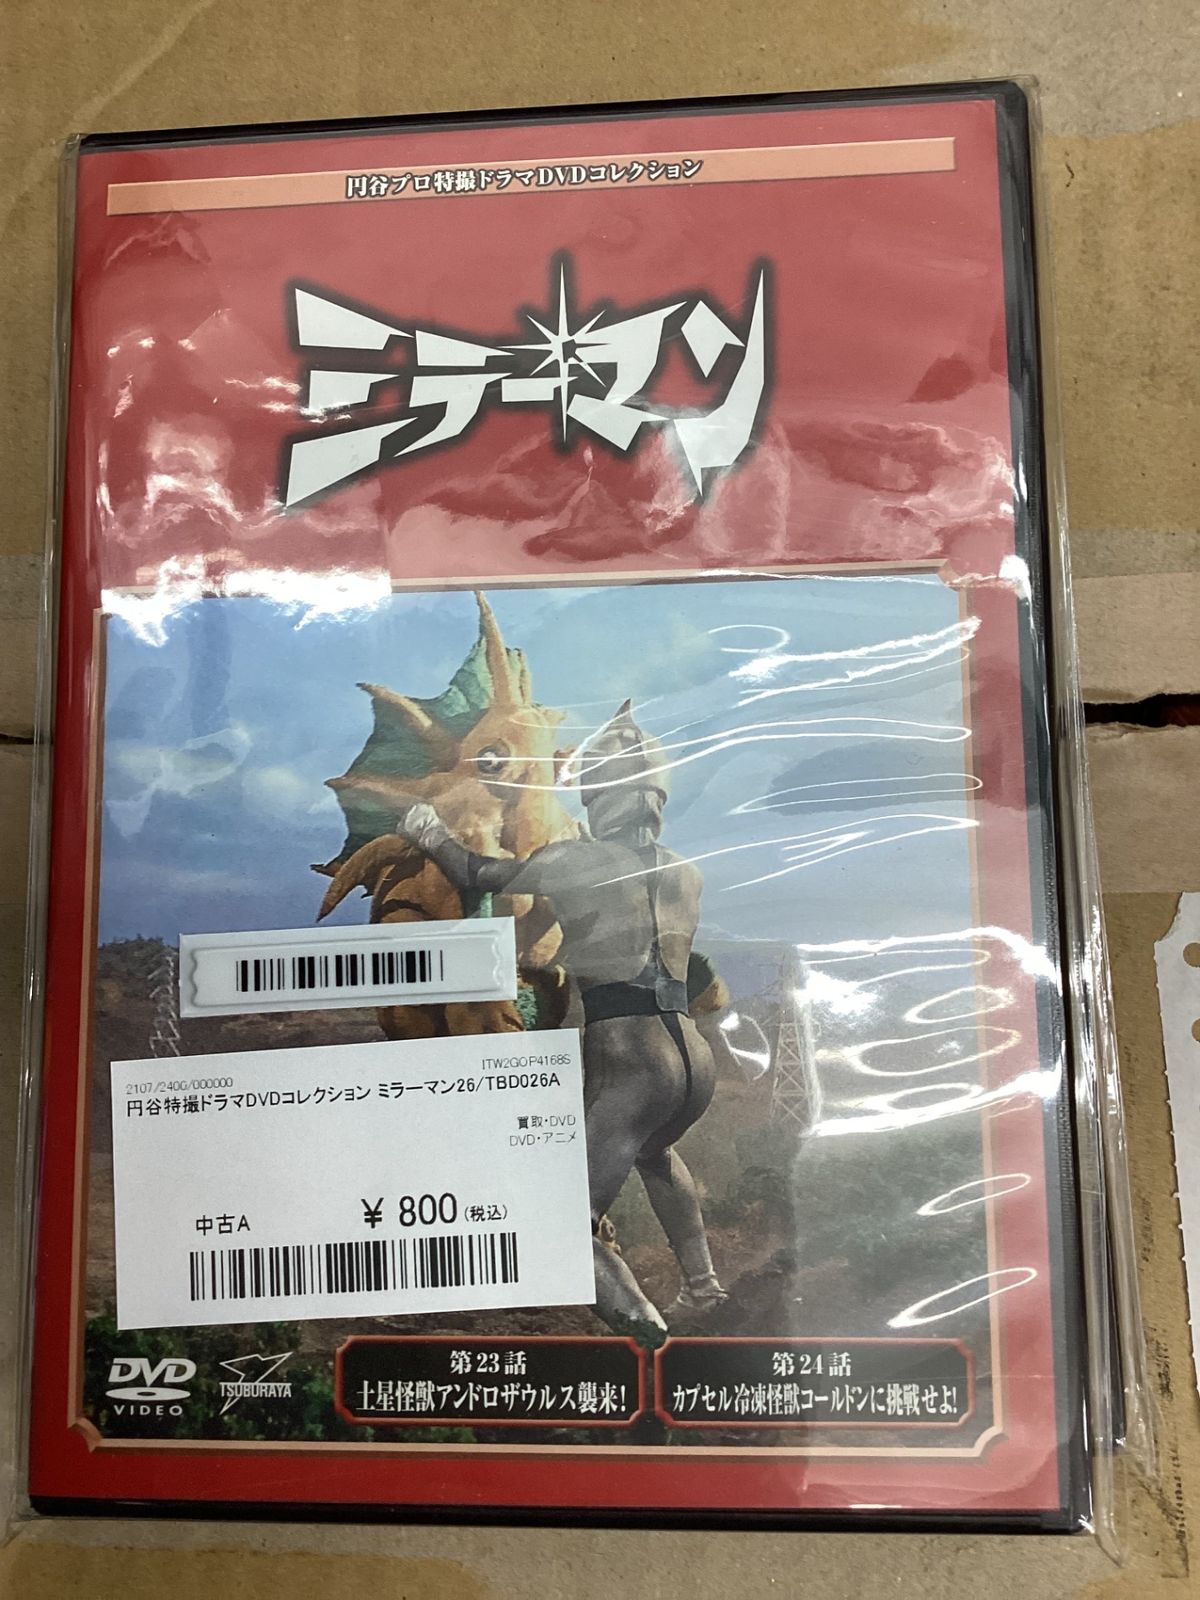 円谷プロ特撮ドラマDVDコレクション
ミラーマン
2107/2400/000000
ITW2GOP4168S
円谷特撮ドラマDVDコレクション ミラーマン26/TBD026A
買取・DVD
DVD・アニメ
中古A
¥ 800 (税込)
DVD
VIDEO
TSUBURAYA
第23話
土星怪獣アンドロザウルス襲来!
第24話
カプセル冷凍怪獣コールドンに挑戦せよ!